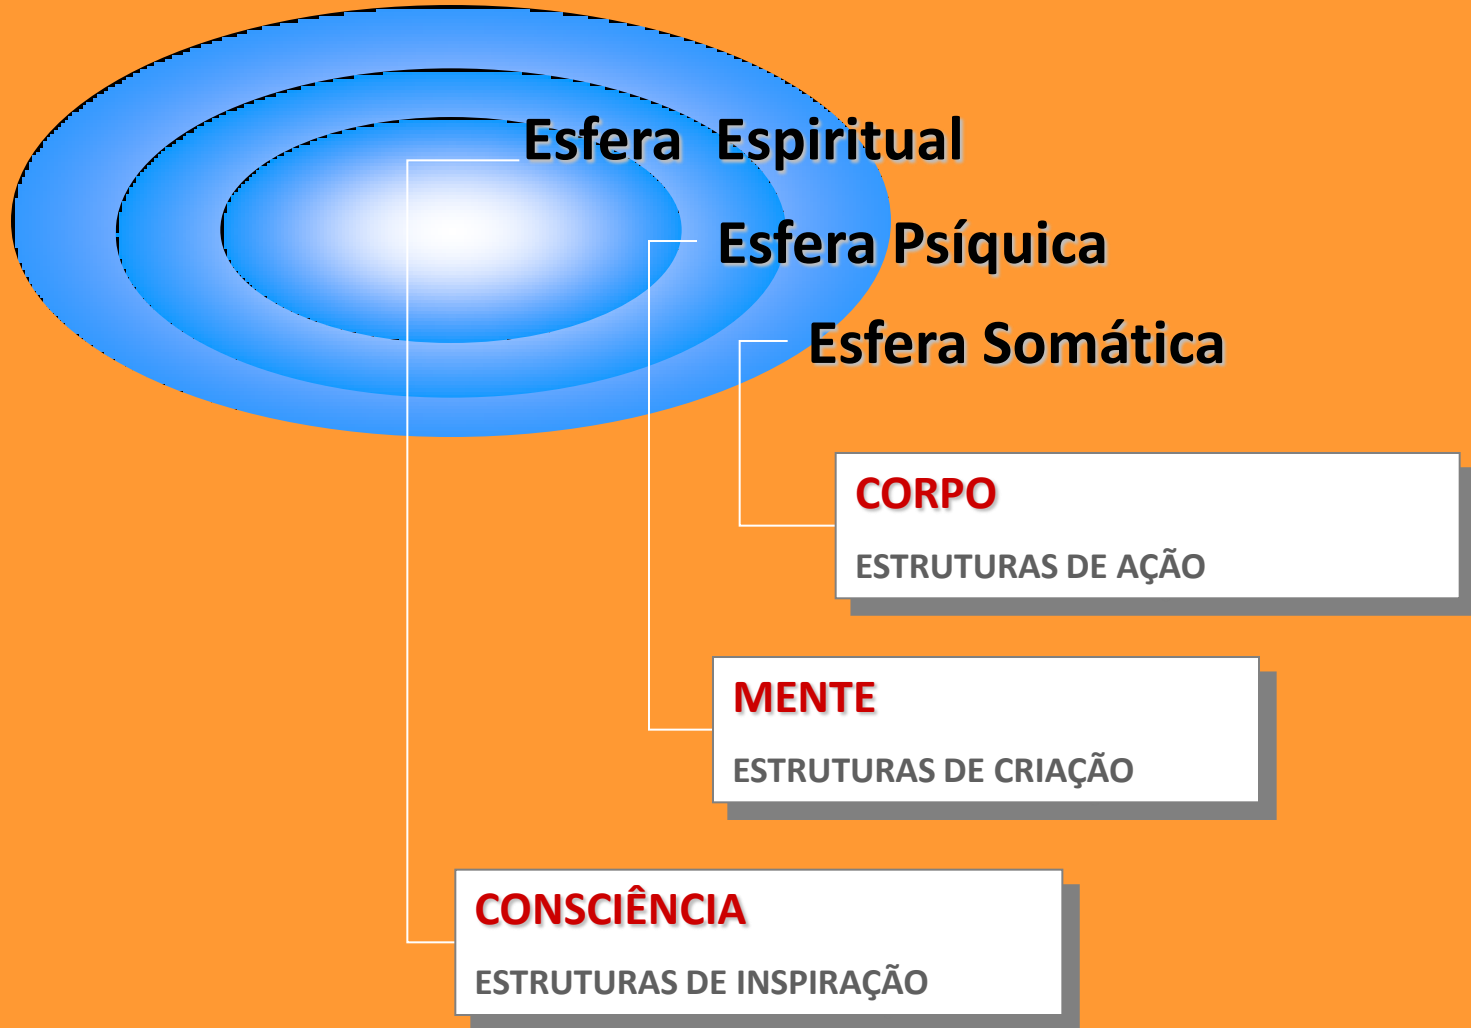 Esfera Espiritual
Esfera Psíquica
Esfera Somática
CORPO
ESTRUTURAS DE AÇÃO
MENTE
ESTRUTURAS DE CRIAÇÃO
CONSCIÊNCIA
ESTRUTURAS DE INSPIRAÇÃO